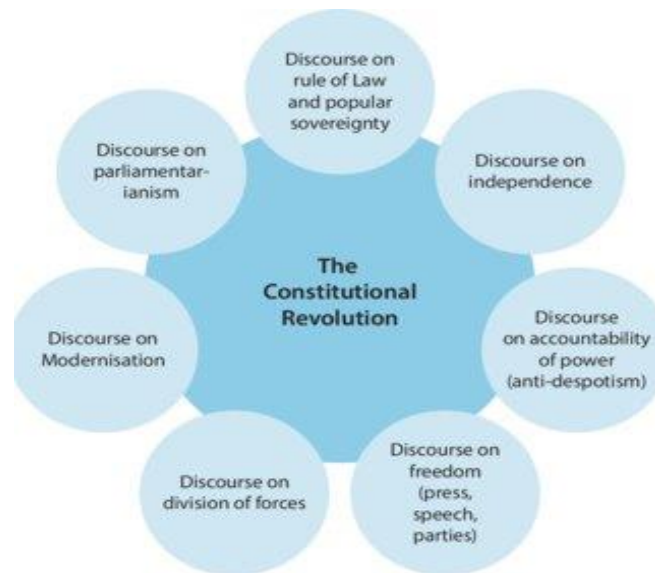 Discourse on
rule of Law
and popular
sovereignty
Discourse on
independence
Discourse
on accountability
of power
(anti-despotism)
Discourse on
freedom
(press,
speech,
parties)
Discourse on
division of forces
Discourse on
Modernisation
Discourse on
parliamentar-
ianism
The
Constitutional
Revolution